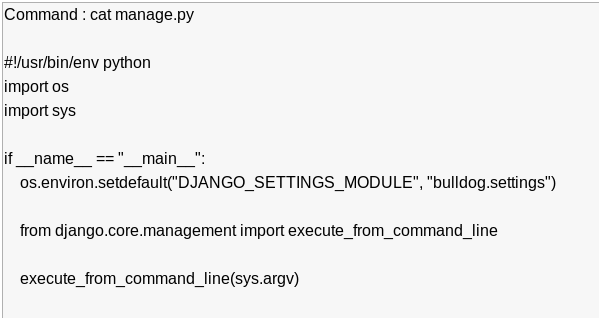 Command : cat manage.py
#!/usr/bin/env python
import os
import sys
if __name__ == "__main__":
    os.environ.setdefault("DJANGO_SETTINGS_MODULE", "bulldog.settings")
    from django.core.management import execute_from_command_line
    execute_from_command_line(sys.argv)